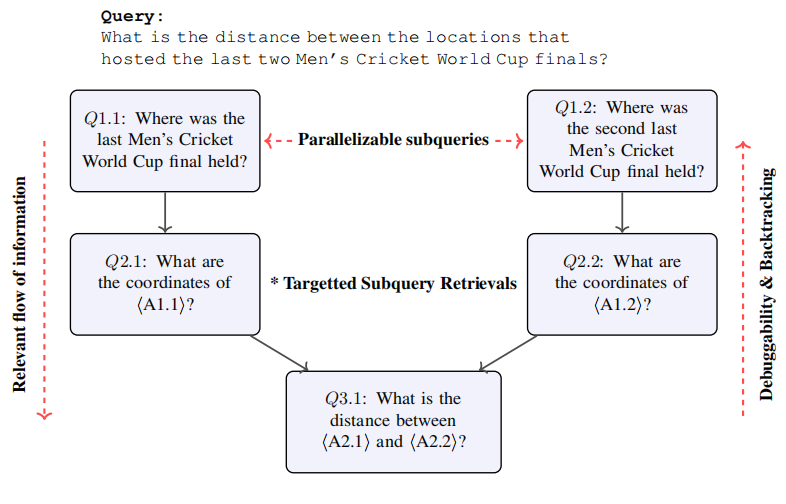 Query:
What is the distance between the locations that
hosted the last two Men's Cricket World Cup finals?
Q1.1: Where was the
last Men's Cricket
World Cup final held?
Parallelizable subqueries
Q1.2: Where was
the second last
Men's Cricket
World Cup final held?
Relevant flow of information
Q2.1: What are
the coordinates of
⟨A1.1⟩?
* Targetted Subquery Retrievals
Q2.2: What are
the coordinates of
⟨A1.2⟩?
Debuggability & Backtracking
Q3.1: What is the
distance between
⟨A2.1⟩ and ⟨A2.2⟩?